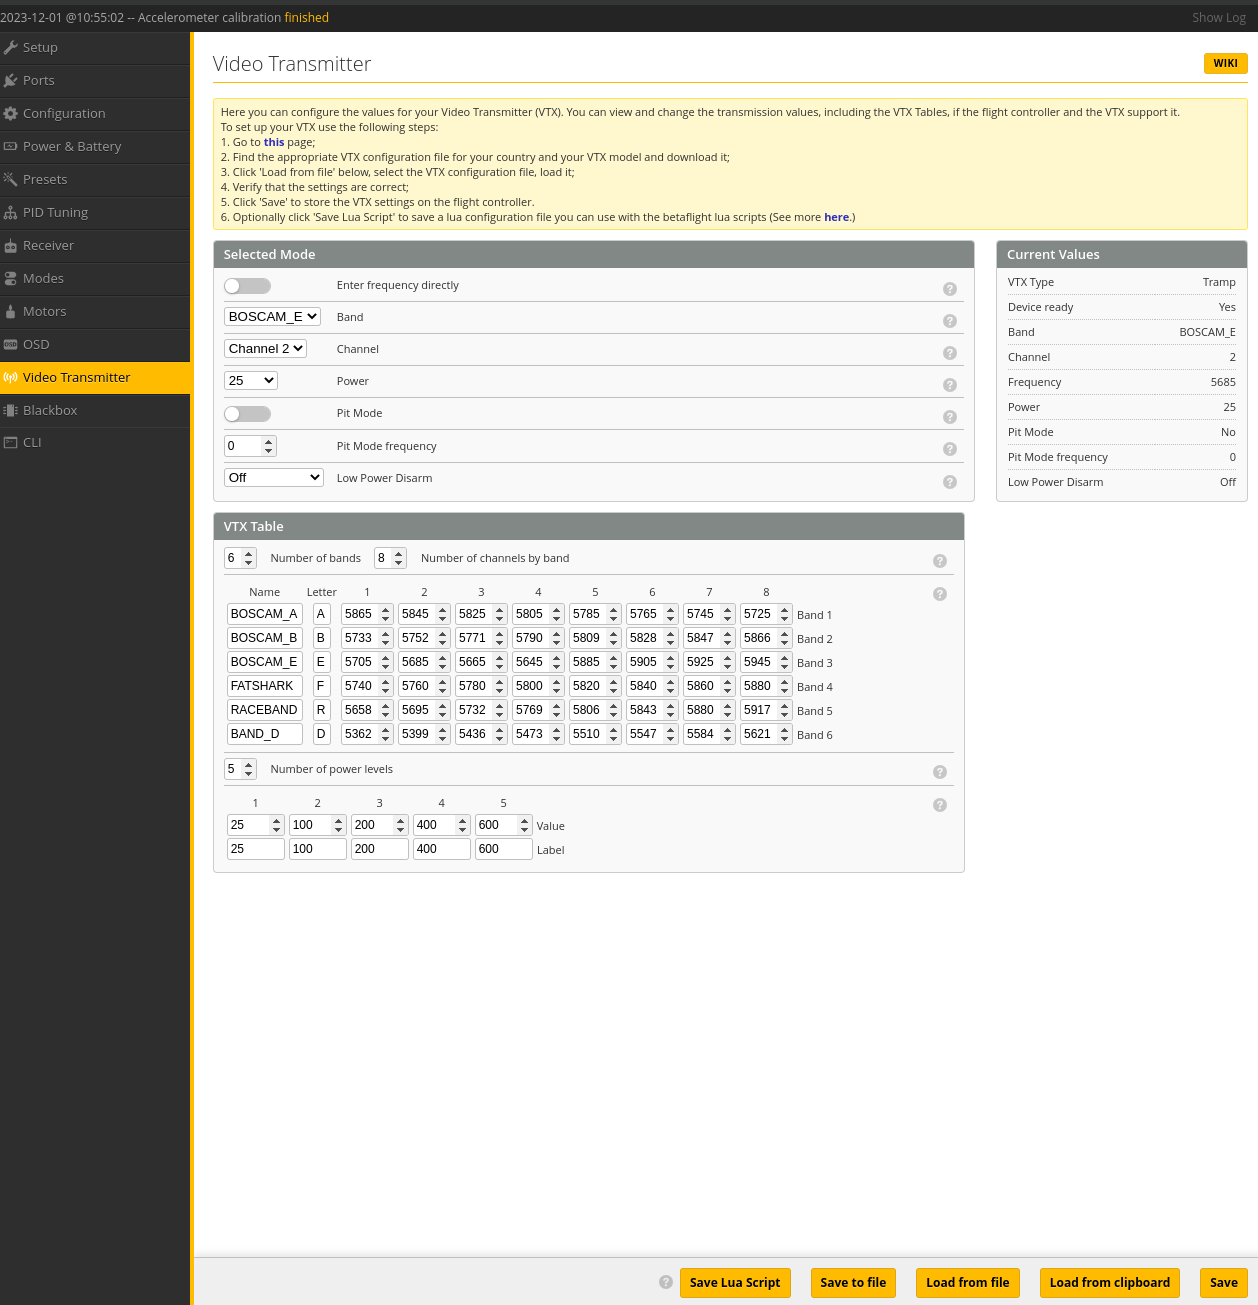 2023-12-01 @10:55:02 -- Accelerometer calibration finished
Show Log
Setup
Ports
Configuration
Power & Battery
Presets
PID Tuning
Receiver
Modes
Motors
OSD
Video Transmitter
Blackbox
CLI
Video Transmitter
WIKI
Here you can configure the values for your Video Transmitter (VTX). You can view and change the transmission values, including the VTX Tables, if the flight controller and the VTX support it.
To set up your VTX use the following steps:
1. Go to this page;
2. Find the appropriate VTX configuration file for your country and your VTX model and download it;
3. Click 'Load from file' below, select the VTX configuration file, load it;
4. Verify that the settings are correct;
5. Click 'Save' to store the VTX settings on the flight controller.
6. Optionally click 'Save Lua Script' to save a lua configuration file you can use with the betaflight lua scripts (See more here.)
Selected Mode
Enter frequency directly ?
BOSCAM_E Band ?
Channel 2 Channel ?
25 Power ?
Pit Mode ?
0 Pit Mode frequency ?
Off Low Power Disarm ?
Current Values
VTX Type Tramp
Device ready Yes
Band BOSCAM_E
Channel 2
Frequency 5685
Power 25
Pit Mode No
Pit Mode frequency 0
Low Power Disarm Off
VTX Table
6 Number of bands 8 Number of channels by band ?
Name Letter 1 2 3 4 5 6 7 8 ?
BOSCAM_A A 5865 5845 5825 5805 5785 5765 5745 5725 Band 1
BOSCAM_B B 5733 5752 5771 5790 5809 5828 5847 5866 Band 2
BOSCAM_E E 5705 5685 5665 5645 5885 5905 5925 5945 Band 3
FATSHARK F 5740 5760 5780 5800 5820 5840 5860 5880 Band 4
RACEBAND R 5658 5695 5732 5769 5806 5843 5880 5917 Band 5
BAND_D D 5362 5399 5436 5473 5510 5547 5584 5621 Band 6
5 Number of power levels ?
1 2 3 4 5 ?
25 100 200 400 600 Value
25 100 200 400 600 Label
? Save Lua Script Save to file Load from file Load from clipboard Save